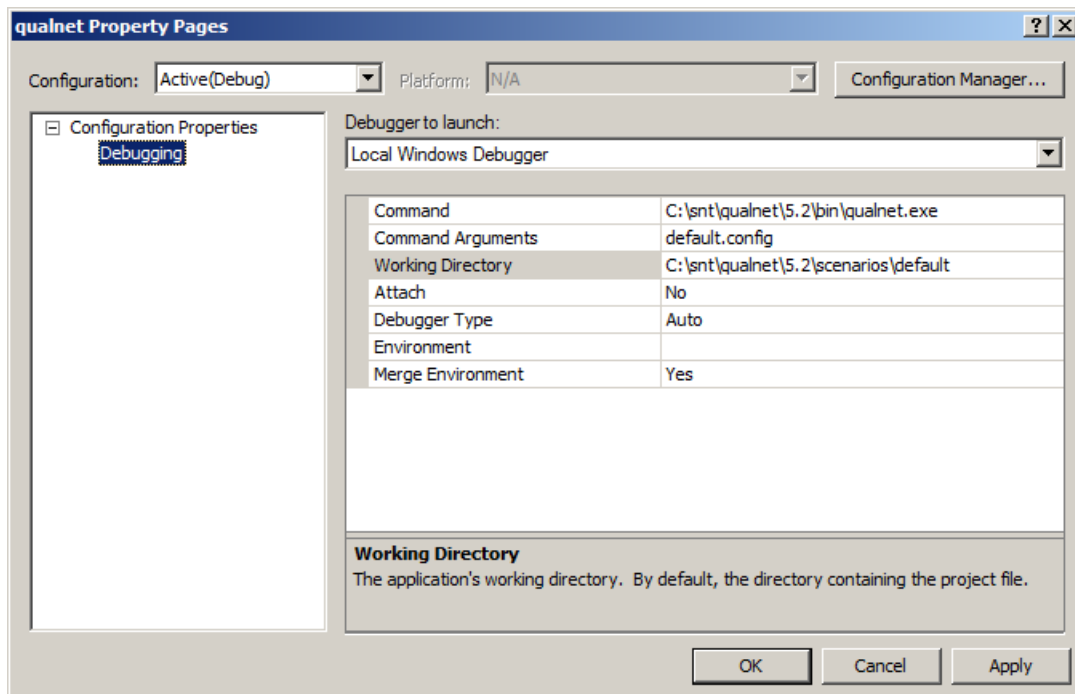 qualnet Property Pages
Configuration: Active(Debug) Platform: N/A Configuration Manager...
Configuration Properties
Debugging
Debugger to launch:
Local Windows Debugger
Command C:\snt\qualnet\5.2\bin\qualnet.exe
Command Arguments default.config
Working Directory C:\snt\qualnet\5.2\scenarios\default
Attach No
Debugger Type Auto
Environment
Merge Environment Yes
Working Directory
The application's working directory. By default, the directory containing the project file.
OK Cancel Apply